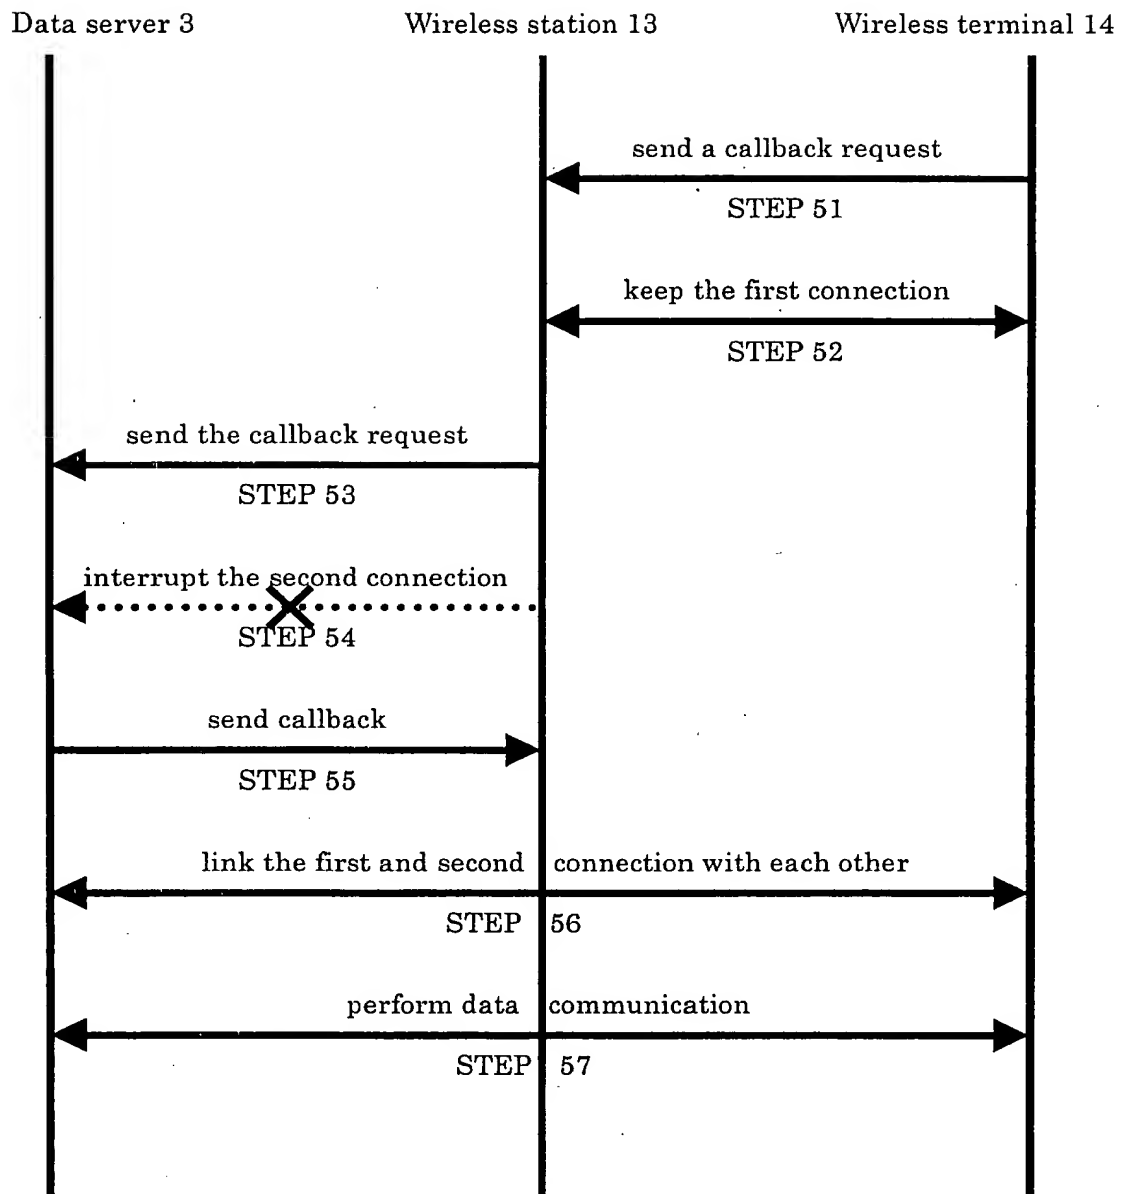 Data server 3 Wireless station 13 Wireless terminal 14
send a callback request
STEP 51
keep the first connection
STEP 52
send the callback request
STEP 53
interrupt the second connection
STEP 54
send callback
STEP 55
link the first and second connection with each other
STEP 56
perform data communication
STEP 57